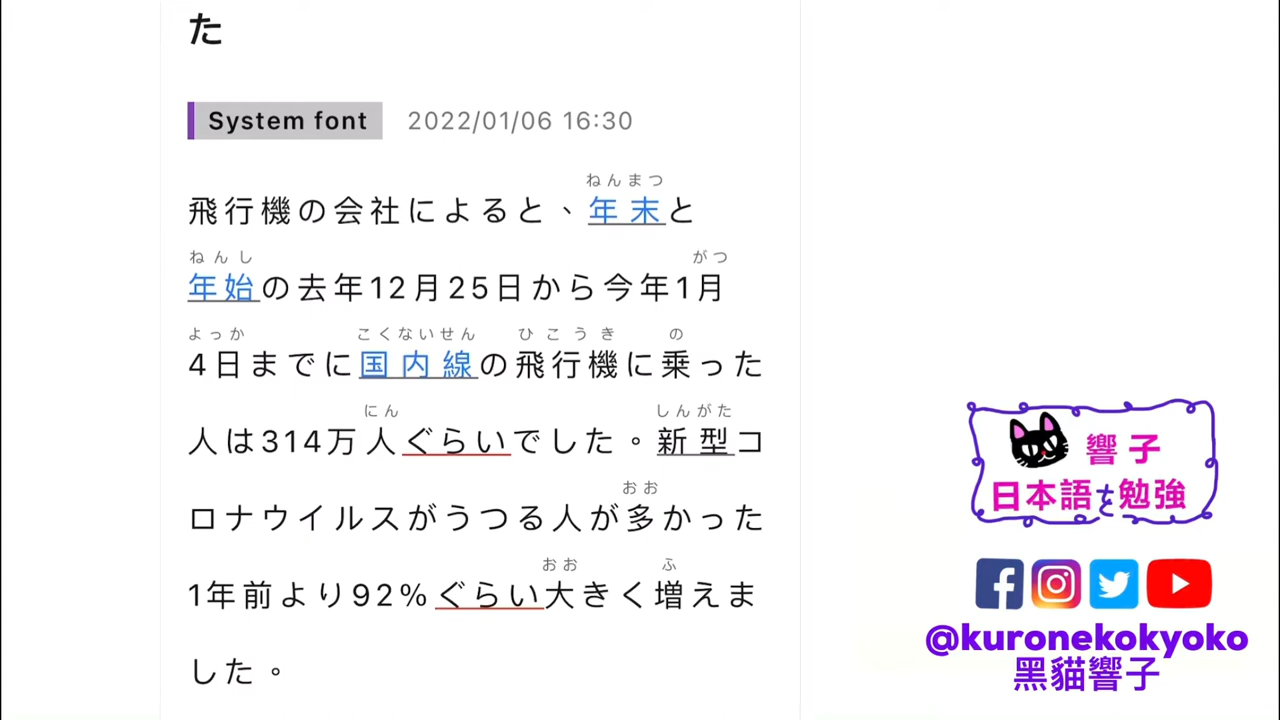 た
System font 2022/01/06 16:30
ねんまつ
飛行機の会社によると、年末と
ねんし がつ
年始の去年12月25日から今年1月
よっか こくないせん ひこうき の
4日までに国内線の飛行機に乗った
にん しんがた
人は314万人ぐらいでした。新型コ
おお
ロナウイルスがうつる人が多かった
おお ふ
1年前より92%ぐらい大きく増えま
した。
響子
日本語を勉強
@kuronekokyoko
黑貓響子